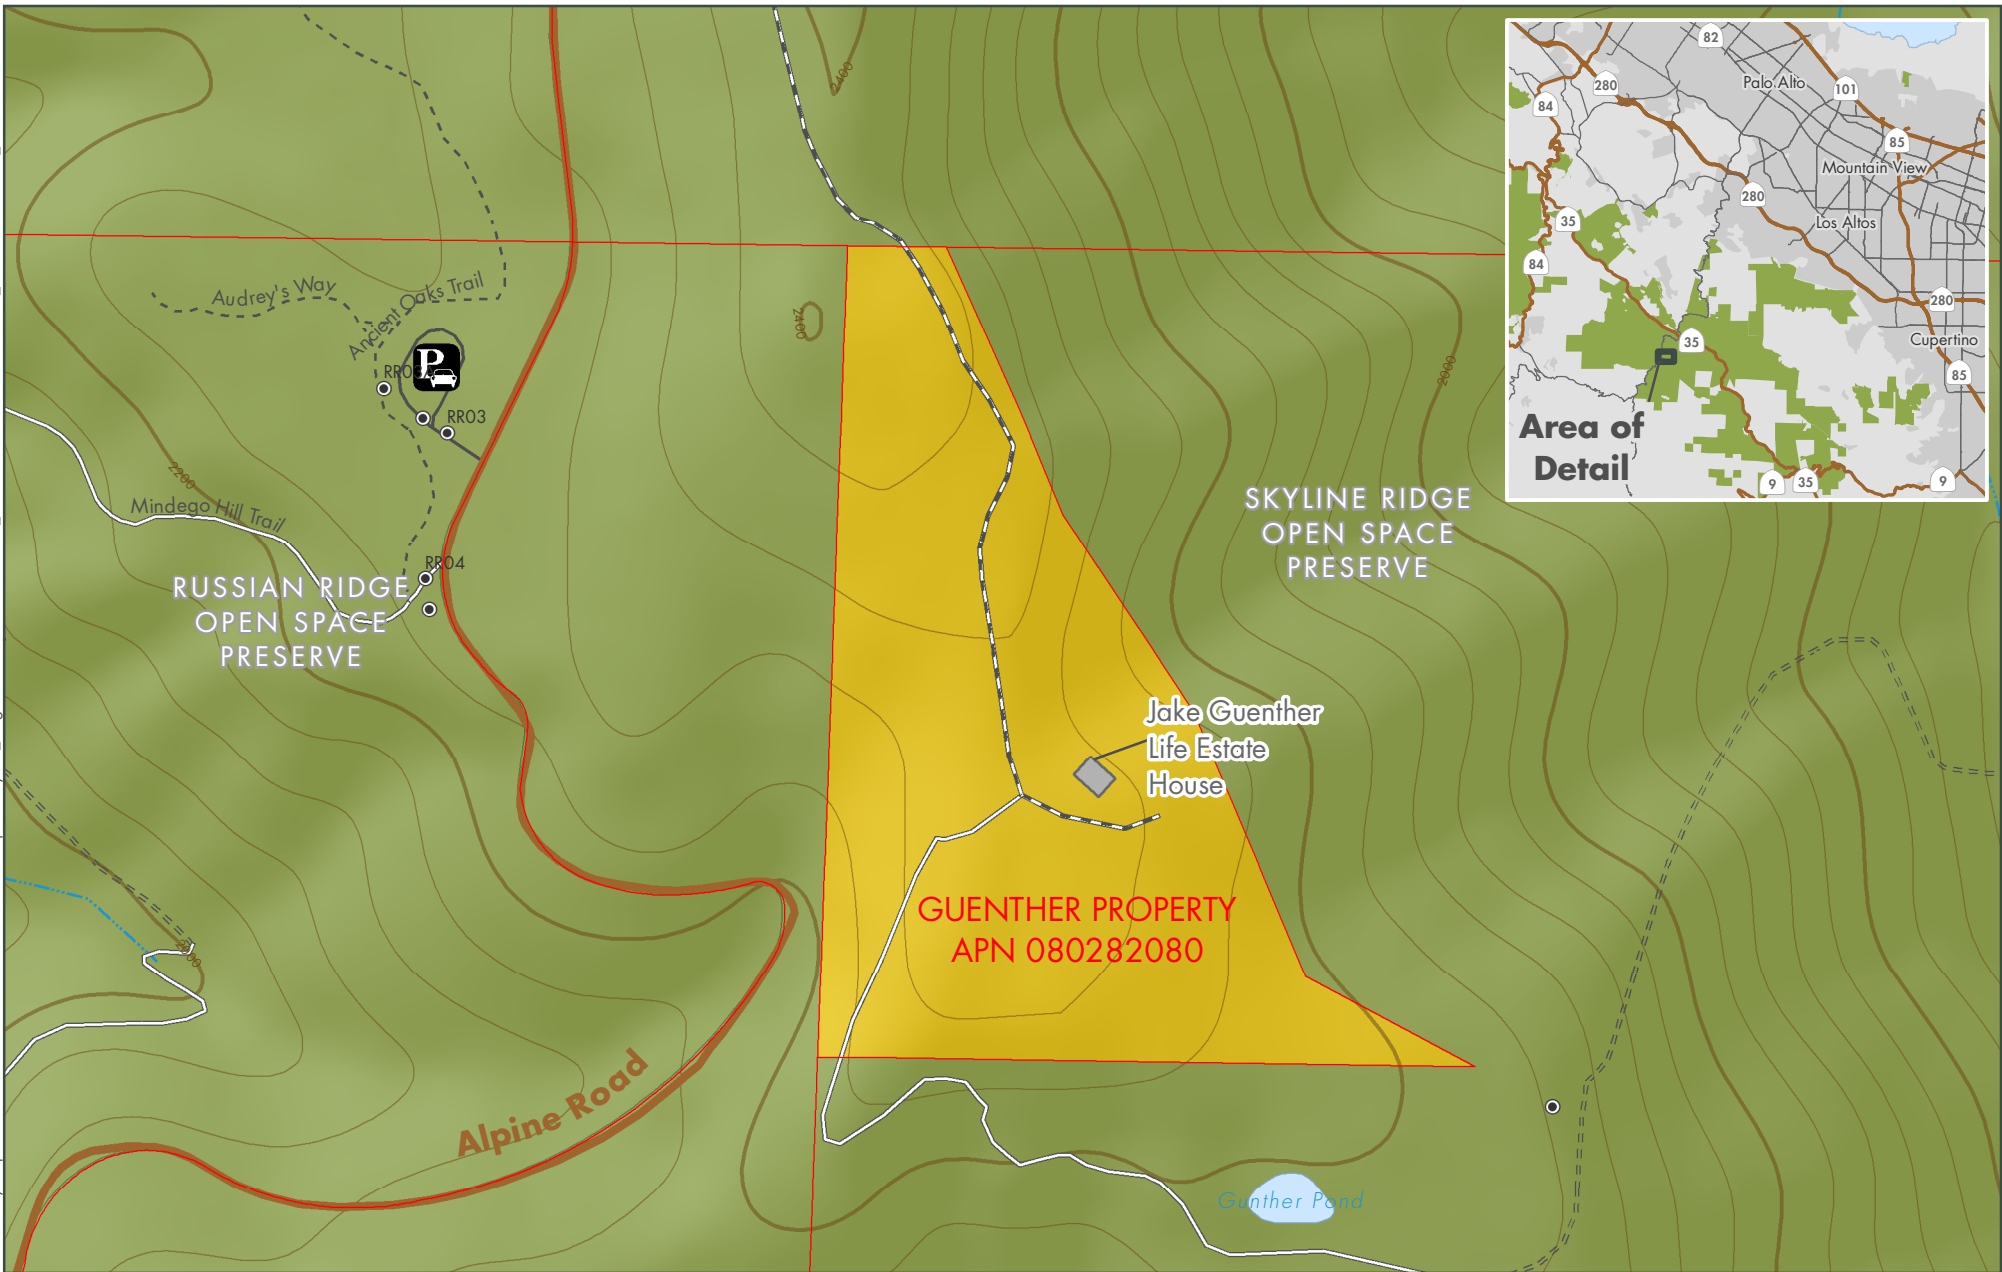 2400
82
Palo Alto
280
101
84
85
Mountain View
280
35
Los Altos
84
Audrey's Way
Ancient Oaks Trail
280
2400
35
Cupertino
85
2000
P
RR03A
RR03
Area of
Detail
9
35
9
2200
Mindego Hill Trail
SKYLINE RIDGE
OPEN SPACE
PRESERVE
RR04
RUSSIAN RIDGE
OPEN SPACE
PRESERVE
Jake Guenther
Life Estate
House
GUENTHER PROPERTY
APN 080282080
Alpine Road
Gunther Pond